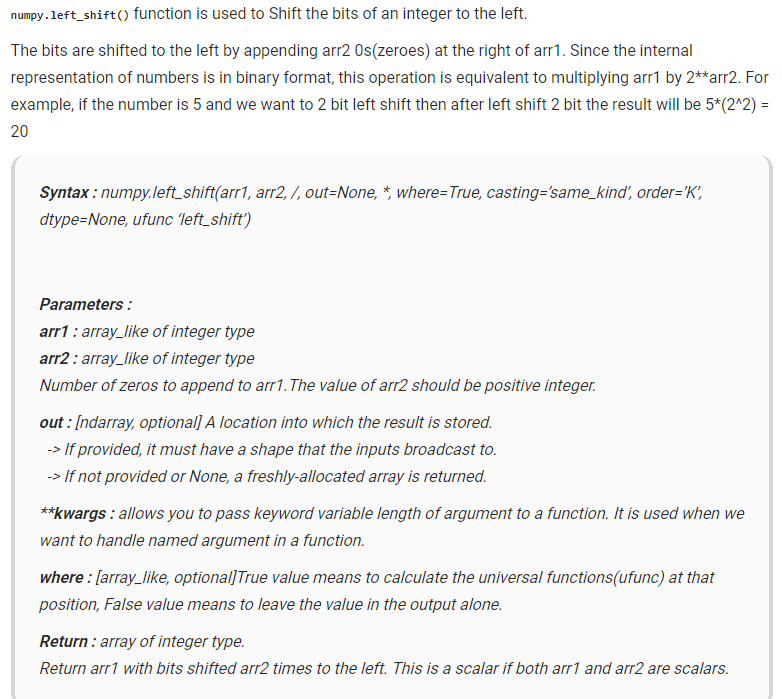 numpy.left_shift() function is used to Shift the bits of an integer to the left.
The bits are shifted to the left by appending arr2 0s(zeroes) at the right of arr1. Since the internal
representation of numbers is in binary format, this operation is equivalent to multiplying arr1 by 2**arr2. For
example, if the number is 5 and we want to 2 bit left shift then after left shift 2 bit the result will be 5*(2^2) =
20
Syntax : numpy.left_shift(arr1, arr2, /, out=None, *, where=True, casting=’same_kind’, order=’K’,
dtype=None, ufunc ‘left_shift’)
Parameters :
arr1 : array_like of integer type
arr2 : array_like of integer type
Number of zeros to append to arr1.The value of arr2 should be positive integer.
out : [ndarray, optional] A location into which the result is stored.
-> If provided, it must have a shape that the inputs broadcast to.
-> If not provided or None, a freshly-allocated array is returned.
**kwargs : allows you to pass keyword variable length of argument to a function. It is used when we
want to handle named argument in a function.
where : [array_like, optional]True value means to calculate the universal functions(ufunc) at that
position, False value means to leave the value in the output alone.
Return : array of integer type.
Return arr1 with bits shifted arr2 times to the left. This is a scalar if both arr1 and arr2 are scalars.